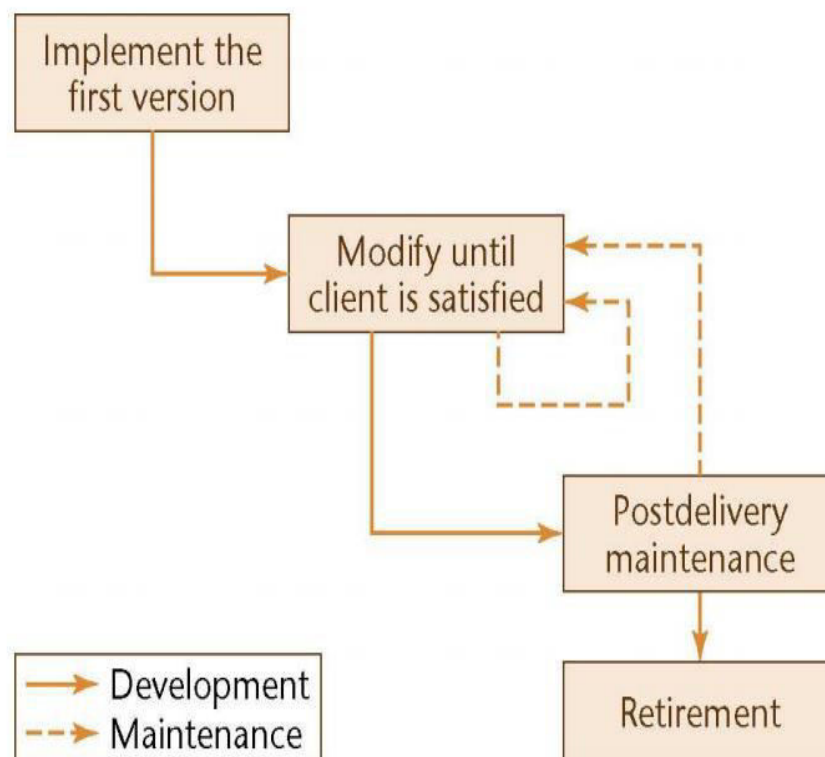 Implement the
first version
Modify until
client is satisfied
Postdelivery
maintenance
Development
Maintenance
Retirement